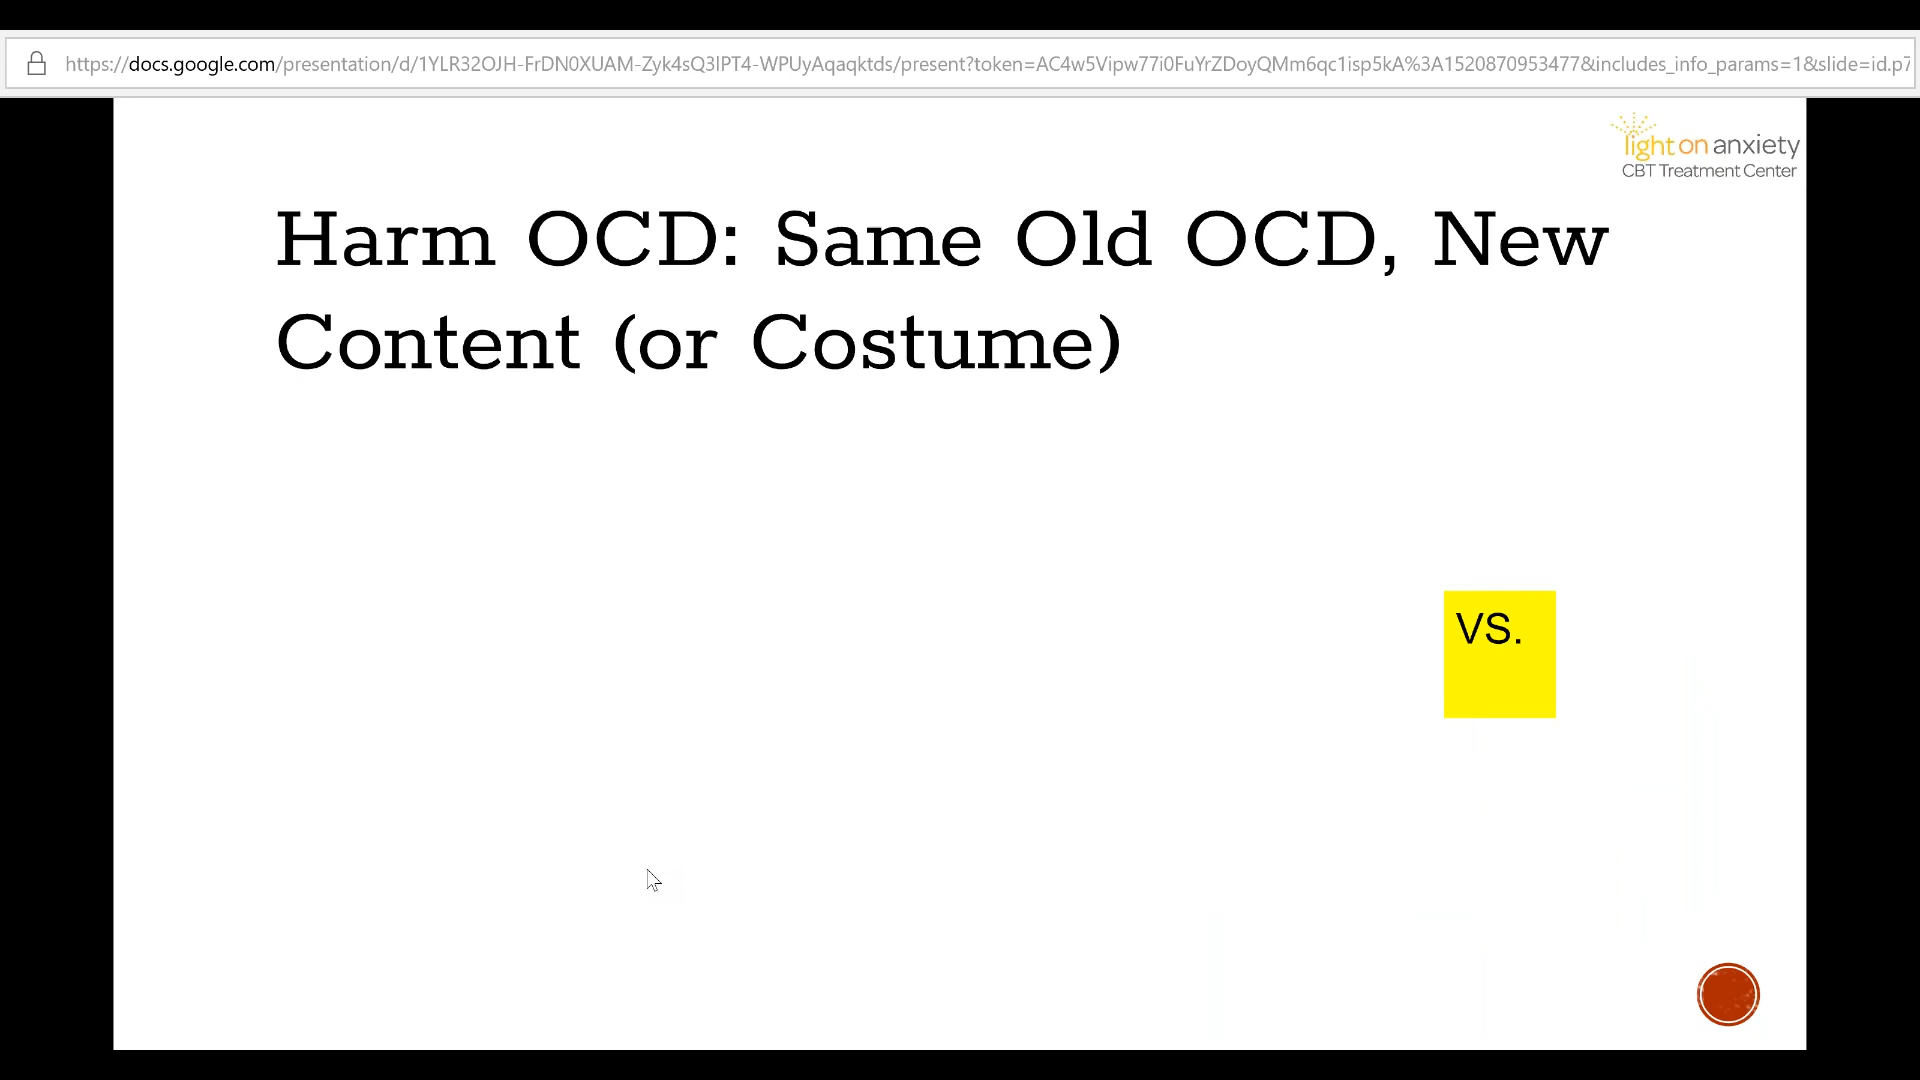 https://docs.google.com/presentation/d/1YLR32OJH-FrDN0XUAM-Zyk4sQ3lPT4-WPUyAqaqktds/present?token=AC4w5Vipw77i0FuYrZDoyQMm6qc1isp5kA%3A1520870953477&includes_info_params=1&slide=id.p7
light on anxiety
CBT Treatment Center
Harm OCD: Same Old OCD, New
Content (or Costume)
VS.